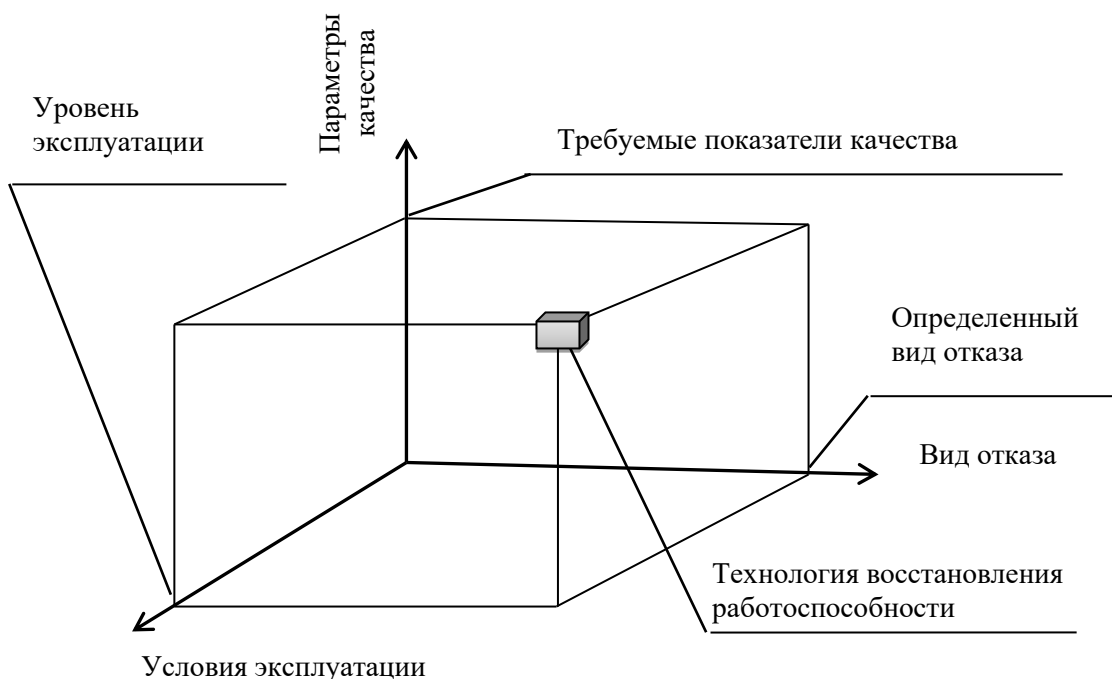 Параметры
качества
Уровень
эксплуатации
Требуемые показатели качества
Определенный
вид отказа
Вид отказа
Технология восстановления
работоспособности
Условия эксплуатации